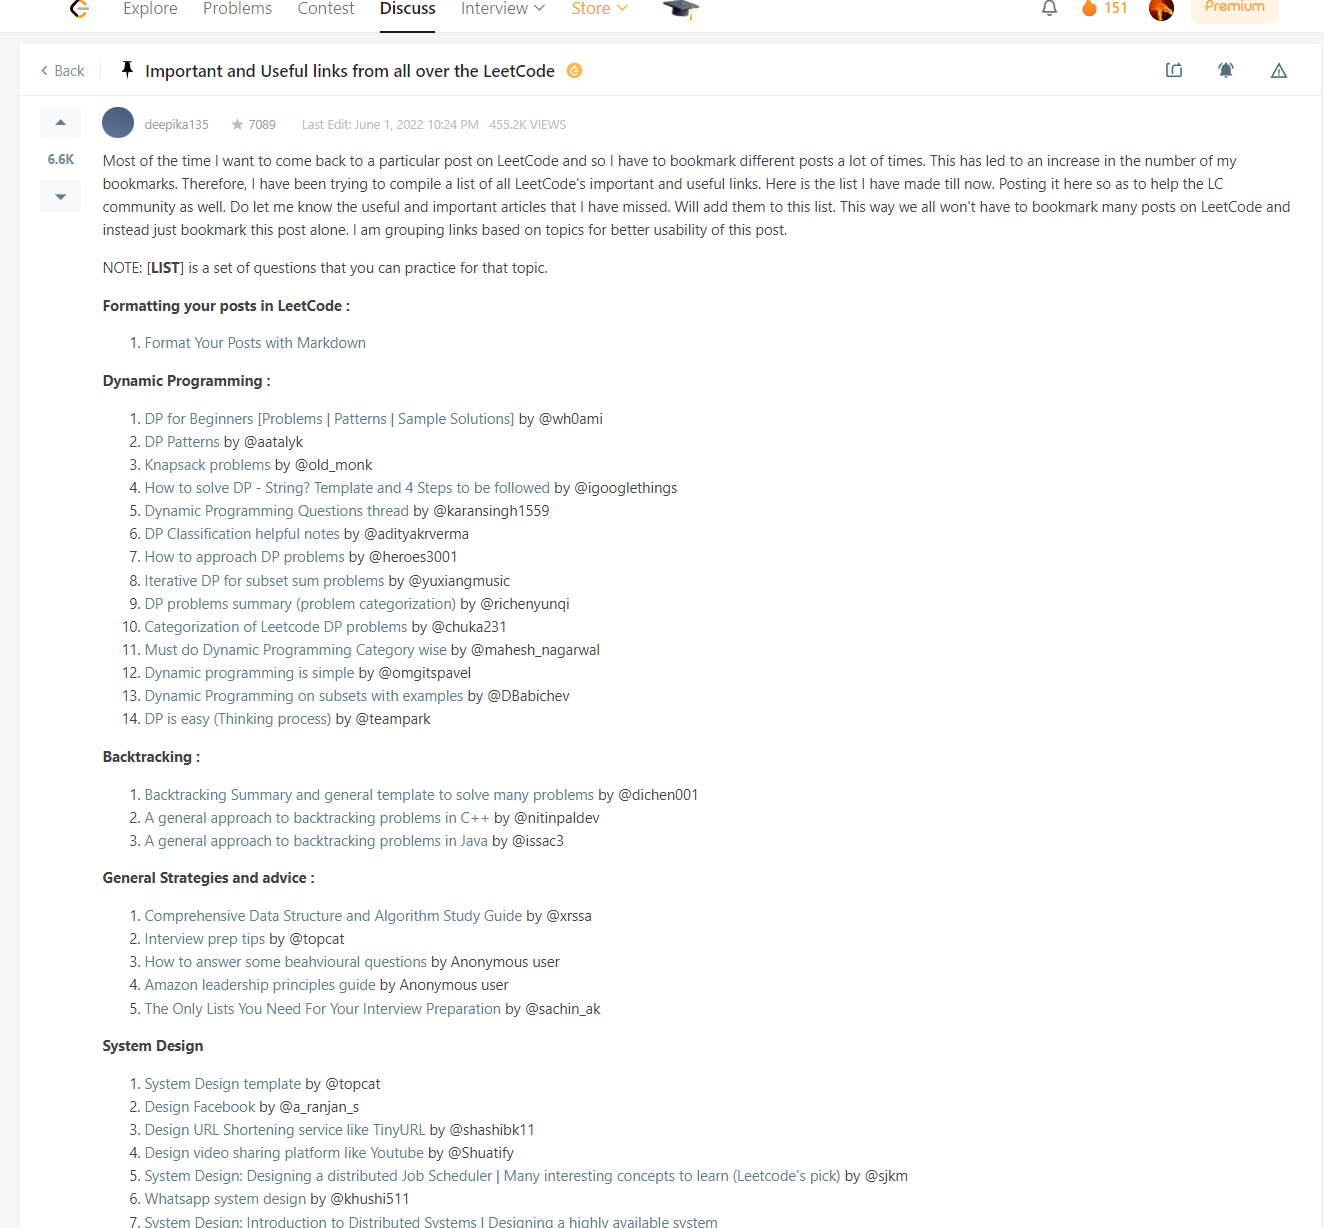 Explore Problems Contest Discuss Interview Store 151 Premium
Back Important and Useful links from all over the LeetCode
deepika135 7089 Last Edit: June 1, 2022 10:24 PM 455.2K VIEWS
6.6K
Most of the time I want to come back to a particular post on LeetCode and so I have to bookmark different posts a lot of times. This has led to an increase in the number of my
bookmarks. Therefore, I have been trying to compile a list of all LeetCode's important and useful links. Here is the list I have made till now. Posting it here so as to help the LC
community as well. Do let me know the useful and important articles that I have missed. Will add them to this list. This way we all won't have to bookmark many posts on LeetCode and
instead just bookmark this post alone. I am grouping links based on topics for better usability of this post.
NOTE: [LIST] is a set of questions that you can practice for that topic.
Formatting your posts in LeetCode :
1. Format Your Posts with Markdown
Dynamic Programming :
1. DP for Beginners [Problems | Patterns | Sample Solutions] by @wh0ami
2. DP Patterns by @aatalyk
3. Knapsack problems by @old_monk
4. How to solve DP - String? Template and 4 Steps to be followed by @igooglethings
5. Dynamic Programming Questions thread by @karansingh1559
6. DP Classification helpful notes by @adityakrverma
7. How to approach DP problems by @heroes3001
8. Iterative DP for subset sum problems by @yuxiangmusic
9. DP problems summary (problem categorization) by @richenyunqi
10. Categorization of Leetcode DP problems by @chuka231
11. Must do Dynamic Programming Category wise by @mahesh_nagarwal
12. Dynamic programming is simple by @omgitspavel
13. Dynamic Programming on subsets with examples by @DBabichev
14. DP is easy (Thinking process) by @teampark
Backtracking :
1. Backtracking Summary and general template to solve many problems by @dichen001
2. A general approach to backtracking problems in C++ by @nitinpaldev
3. A general approach to backtracking problems in Java by @issac3
General Strategies and advice :
1. Comprehensive Data Structure and Algorithm Study Guide by @xrssa
2. Interview prep tips by @topcat
3. How to answer some beahvioural questions by Anonymous user
4. Amazon leadership principles guide by Anonymous user
5. The Only Lists You Need For Your Interview Preparation by @sachin_ak
System Design
1. System Design template by @topcat
2. Design Facebook by @a_ranjan_s
3. Design URL Shortening service like TinyURL by @shashibk11
4. Design video sharing platform like Youtube by @Shuatify
5. System Design: Designing a distributed Job Scheduler | Many interesting concepts to learn (Leetcode's pick) by @sjkm
6. Whatsapp system design by @khushi511
7. System Design: Introduction to Distributed Systems | Designing a highly available system